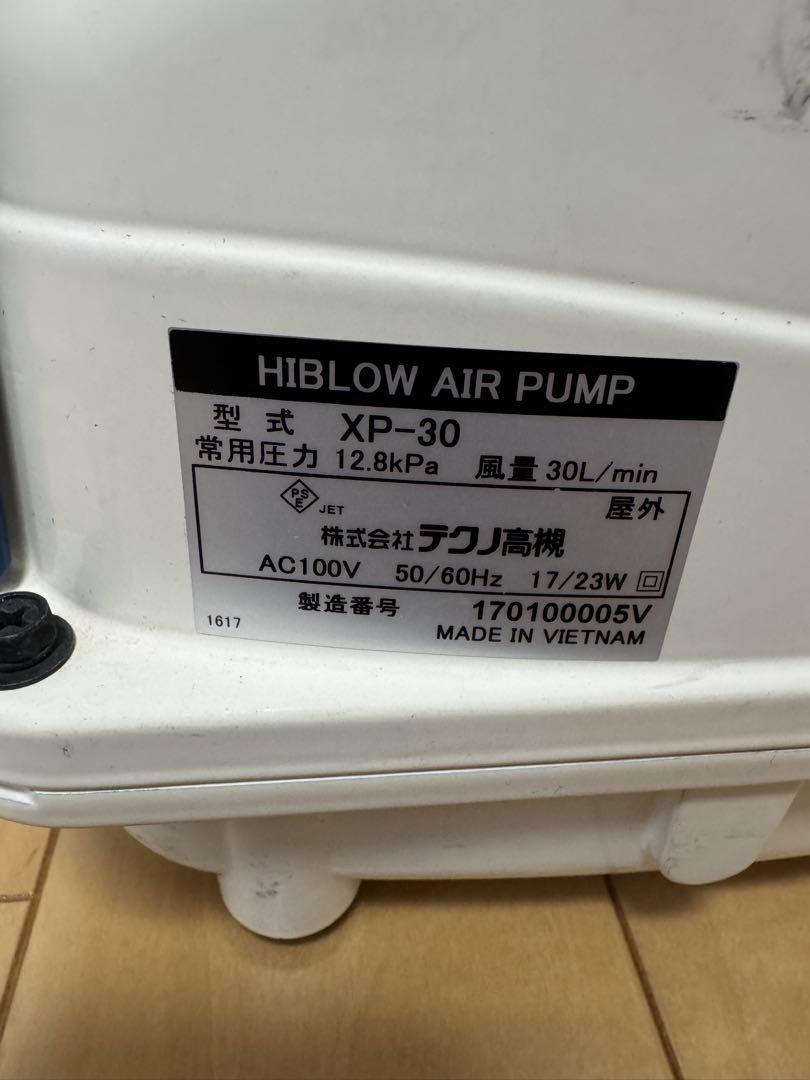 HIBLOW AIR PUMP
型式 XP-30
常用圧力 12.8kPa 風量 30L/min
PS E JET 屋外
株式会社テクノ高槻
AC100V 50/60Hz 17/23W
製造番号 170100005V
1617 MADE IN VIETNAM